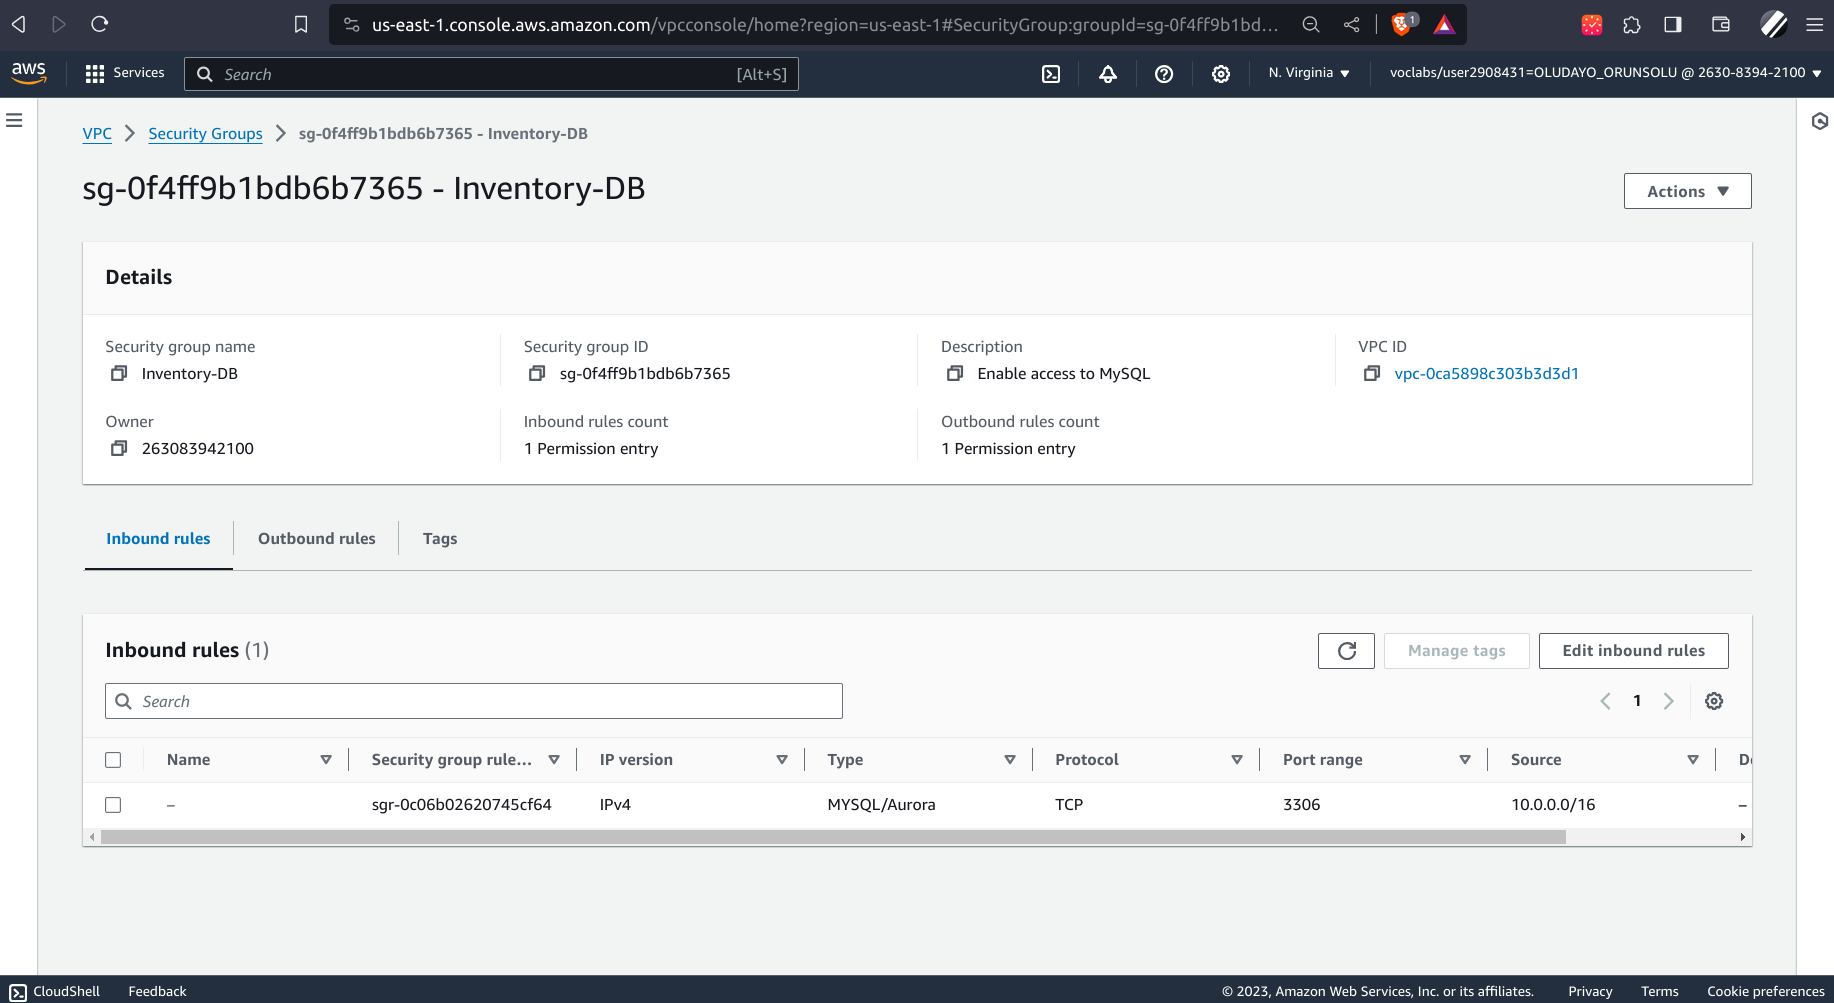 us-east-1.console.aws.amazon.com/vpcconsole/home?region=us-east-1#SecurityGroup:groupId=sg-0f4ff9b1bd... 1
aws Services Search [Alt+S] N. Virginia ▼ voclabs/user2908431=OLUDAYO_ORUNSOLU @ 2630-8394-2100 ▼
VPC > Security Groups > sg-0f4ff9b1bdb6b7365 - Inventory-DB
sg-0f4ff9b1bdb6b7365 - Inventory-DB
Actions ▼
Details
Security group name Security group ID Description VPC ID
Inventory-DB sg-0f4ff9b1bdb6b7365 Enable access to MySQL vpc-0ca5898c303b3d3d1
Owner Inbound rules count Outbound rules count
263083942100 1 Permission entry 1 Permission entry
Inbound rules Outbound rules Tags
Inbound rules (1) Manage tags Edit inbound rules
Search 1
Name Security group rule... IP version Type Protocol Port range Source
– sgr-0c06b02620745cf64 IPv4 MYSQL/Aurora TCP 3306 10.0.0.0/16 –
CloudShell Feedback © 2023, Amazon Web Services, Inc. or its affiliates. Privacy Terms Cookie preferences